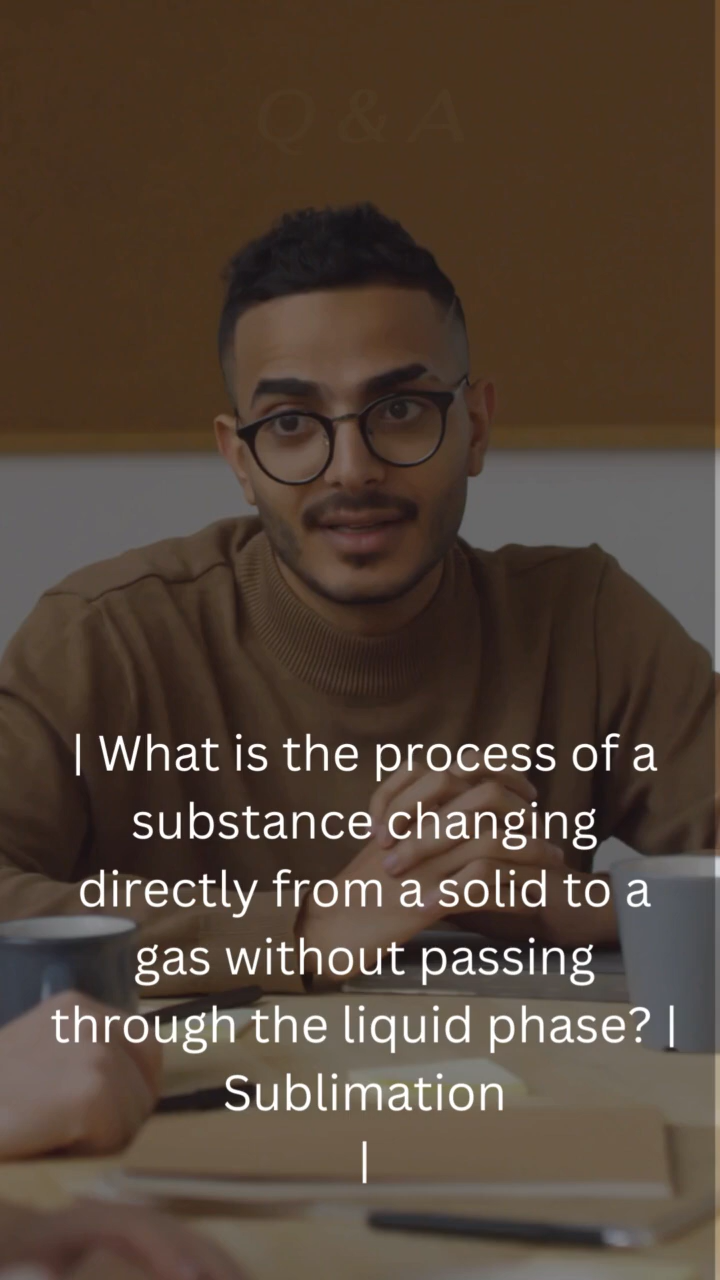 Q & A
| What is the process of a
substance changing
directly from a solid to a
gas without passing
through the liquid phase? |
Sublimation
|